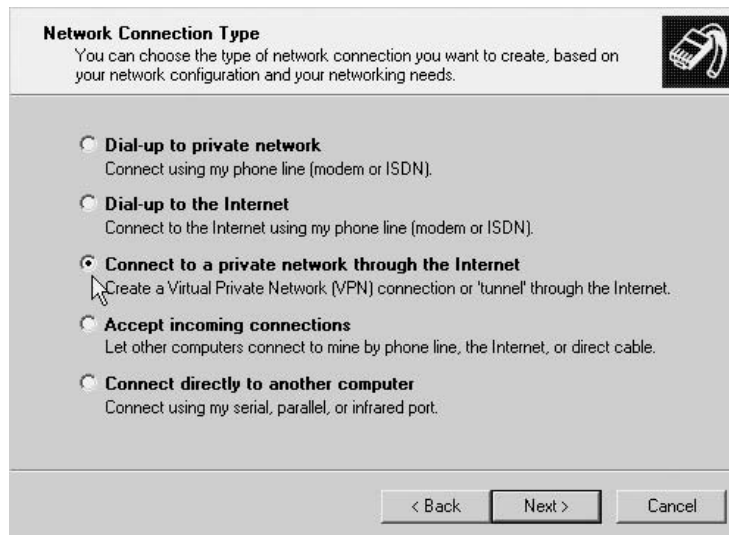 Network Connection Type
You can choose the type of network connection you want to create, based on
your network configuration and your networking needs.
Dial-up to private network
Connect using my phone line (modem or ISDN).
Dial-up to the Internet
Connect to the Internet using my phone line (modem or ISDN).
Connect to a private network through the Internet
Create a Virtual Private Network (VPN) connection or 'tunnel' through the Internet.
Accept incoming connections
Let other computers connect to mine by phone line, the Internet, or direct cable.
Connect directly to another computer
Connect using my serial, parallel, or infrared port.
< Back Next > Cancel